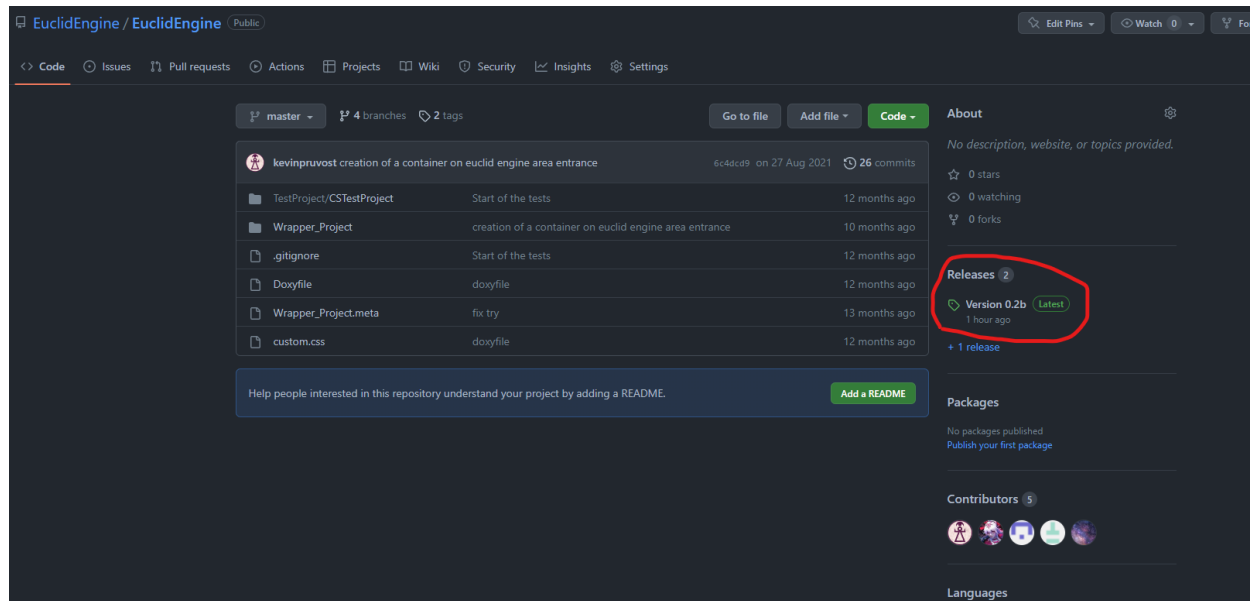 EuclidEngine / EuclidEngine Public
Edit Pins Watch 0
Code Issues Pull requests Actions Projects Wiki Security Insights Settings
master 4 branches 2 tags Go to file Add file Code
kevinpruvost creation of a container on euclid engine area entrance 6c4dcd9 on 27 Aug 2021 26 commits
TestProject/CSTestProject Start of the tests 12 months ago
Wrapper_Project creation of a container on euclid engine area entrance 10 months ago
.gitignore Start of the tests 12 months ago
Doxyfile doxyfile 12 months ago
Wrapper_Project.meta fix try 13 months ago
custom.css doxyfile 12 months ago
Help people interested in this repository understand your project by adding a README. Add a README
About
No description, website, or topics provided.
0 stars
0 watching
0 forks
Releases 2
Version 0.2b Latest
1 hour ago
+ 1 release
Packages
No packages published
Publish your first package
Contributors 5
Languages